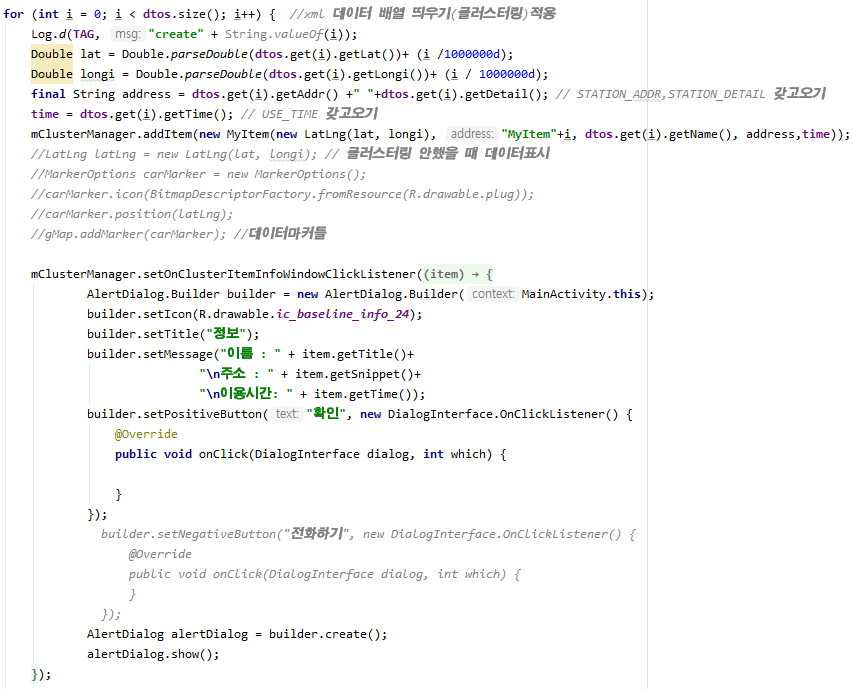 for (int i = 0; i < dtos.size(); i++) {  //xml 데이터 배열 띄우기(클러스터링)적용
Log.d(TAG, msg: "create" + String.valueOf(i));
Double lat = Double.parseDouble(dtos.get(i).getLat())+ (i /1000000d);
Double longi = Double.parseDouble(dtos.get(i).getLongi())+ (i / 1000000d);
final String address = dtos.get(i).getAddr() +" "+dtos.get(i).getDetail(); // STATION_ADDR,STATION_DETAIL 갖고오기
time = dtos.get(i).getTime(); // USE_TIME 갖고오기
mClusterManager.addItem(new MyItem(new LatLng(lat, longi), address: "MyItem"+i, dtos.get(i).getName(), address,time));
//LatLng latLng = new LatLng(lat, longi); // 클러스터링 안했을 때 데이터표시
//MarkerOptions carMarker = new MarkerOptions();
//carMarker.icon(BitmapDescriptorFactory.fromResource(R.drawable.plug));
//carMarker.position(latLng);
//gMap.addMarker(carMarker); //데이터마커들
mClusterManager.setOnClusterItemInfoWindowClickListener((item) → {
AlertDialog.Builder builder = new AlertDialog.Builder( context: MainActivity.this);
builder.setIcon(R.drawable.ic_baseline_info_24);
builder.setTitle("정보");
builder.setMessage("이름 : " + item.getTitle()+
"\n주소 : " + item.getSnippet()+
"\n이용시간: " + item.getTime());
builder.setPositiveButton( text: "확인", new DialogInterface.OnClickListener() {
@Override
public void onClick(DialogInterface dialog, int which) {
}
});
builder.setNegativeButton("전화하기", new DialogInterface.OnClickListener() {
@Override
public void onClick(DialogInterface dialog, int which) {
}
});
AlertDialog alertDialog = builder.create();
alertDialog.show();
});